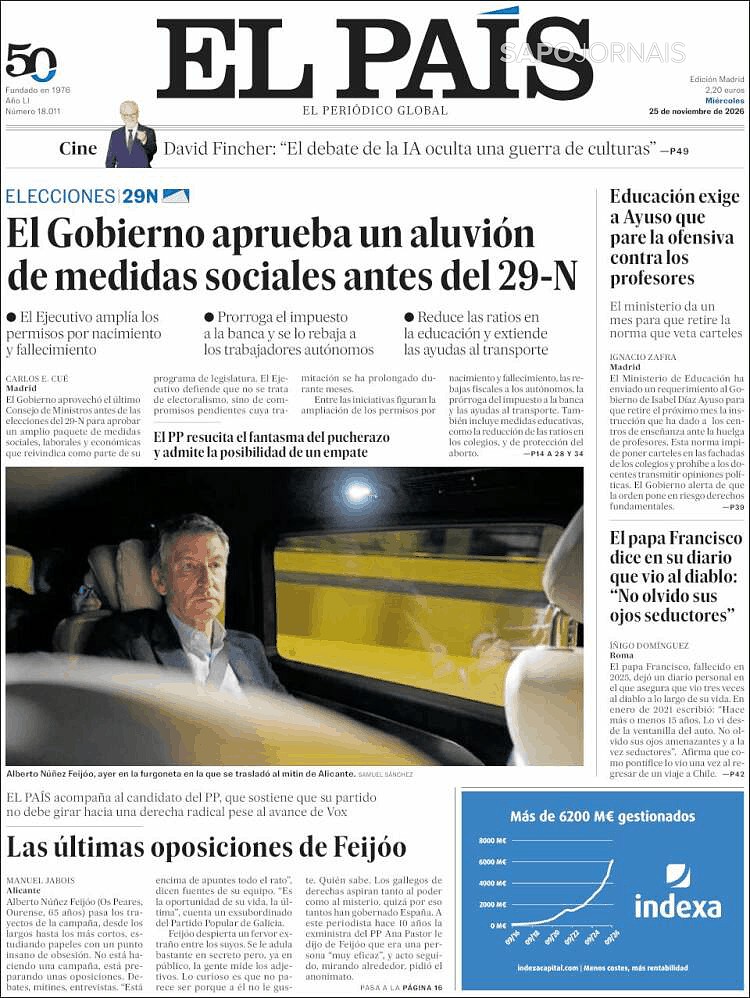 50
Fundado en 1976
Año LI
Número 18.011
EL PAÍS
EL PERIÓDICO GLOBAL
SAPOJORNAIS
Edición Madrid
2,20 euros
Miércoles
25 de noviembre de 2026
Cine David Fincher: “El debate de la IA oculta una guerra de culturas” —P49
ELECCIONES 29N
El Gobierno aprueba un aluvión
de medidas sociales antes del 29-N
● El Ejecutivo amplía los
permisos por nacimiento
y fallecimiento
● Prorroga el impuesto
a la banca y se lo rebaja a
los trabajadores autónomos
● Reduce las ratios en
la educación y extiende
las ayudas al transporte
CARLOS E. CUÉ
Madrid
El Gobierno aprovechó el último
Consejo de Ministros antes de las
elecciones del 29-N para aprobar
un amplio paquete de medidas
sociales, laborales y económicas
que reivindica como parte de su
programa de legislatura. El Eje-
cutivo defiende que no se trata
de electoralismo, sino de com-
promisos pendientes cuya tra-
mitación se ha prolongado du-
rante meses.
Entre las iniciativas figuran la
ampliación de los permisos por
nacimiento y fallecimiento, las re-
bajas fiscales a los autónomos, la
prórroga del impuesto a la banca
y las ayudas al transporte. Tam-
bién incluye medidas educativas,
como la reducción de las ratios en
los colegios, y de protección del
aborto. —P14 A 28 Y 34
El PP resucita el fantasma del pucherazo
y admite la posibilidad de un empate
Alberto Núñez Feijóo, ayer en la furgoneta en la que se trasladó al mitin de Alicante. SAMUEL SÁNCHEZ
EL PAÍS acompaña al candidato del PP, que sostiene que su partido
no debe girar hacia una derecha radical pese al avance de Vox
Las últimas oposiciones de Feijóo
MANUEL JABOIS
Alicante
Alberto Núñez Feijóo (Os Peares,
Ourense, 65 años) pasa los tra-
yectos de la campaña, desde los
largos hasta los más cortos, es-
tudiando papeles con un punto
insano de obsesión. No está ha-
ciendo una campaña, está pre-
parando unas oposiciones. De-
bates, mítines, entrevistas. “Está
encima de apuntes todo el rato”,
dicen fuentes de su equipo. “Es
la oportunidad de su vida, la úl-
tima”, cuenta un exsubordinado
del Partido Popular de Galicia.
Feijóo despierta un fervor ex-
traño entre los suyos. Se le adula
bastante en secreto pero, ya en
público, la gente mide los adje-
tivos. Lo curioso es que no pa-
rece ser porque a él no le gus-
te. Quién sabe. Los gallegos de
derechas aspiran tanto al poder
como al misterio, quizá por eso
tantos han gobernado España. A
este periodista hace 10 años la
exministra del PP Ana Pastor le
dijo de Feijóo que era una perso-
na “muy eficaz”, y acto segui-
do, mirando alrededor, pidió el
anonimato.
PASA A LA PÁGINA 16
Educación exige
a Ayuso que
pare la ofensiva
contra los
profesores
El ministerio da un
mes para que retire la
norma que veta carteles
IGNACIO ZAFRA
Madrid
El Ministerio de Educación ha
enviado un requerimiento al Go-
bierno de Isabel Díaz Ayuso para
que retire el próximo mes la ins-
trucción que ha dado a los cen-
tros de enseñanza ante la huelga
de profesores. Esta norma impi-
de poner carteles en las fachadas
de los colegios y prohíbe a los do-
centes transmitir opiniones polí-
ticas. El Gobierno alerta de que
la orden pone en riesgo derechos
fundamentales. —P39
El papa Francisco
dice en su diario
que vio al diablo:
“No olvido sus
ojos seductores”
ÍÑIGO DOMÍNGUEZ
Roma
El papa Francisco, fallecido en
2025, dejó un diario personal en
el que asegura que vio tres veces
al diablo a lo largo de su vida. En
enero de 2021 escribió: “Hace
más o menos 15 años. Lo vi des-
de la ventanilla del auto. No ol-
vido sus ojos amenazantes y a la
vez seductores”. Afirma que co-
mo pontífice lo vio una vez al re-
gresar de un viaje a Chile. —P42
Más de 6200 M€ gestionados
8000 M€
6000 M€
4000 M€
2000 M€
0 M€
09/16
09/18
09/20
09/22
09/24
09/26
indexa
indexacapital.com | Menos costes, más rentabilidad